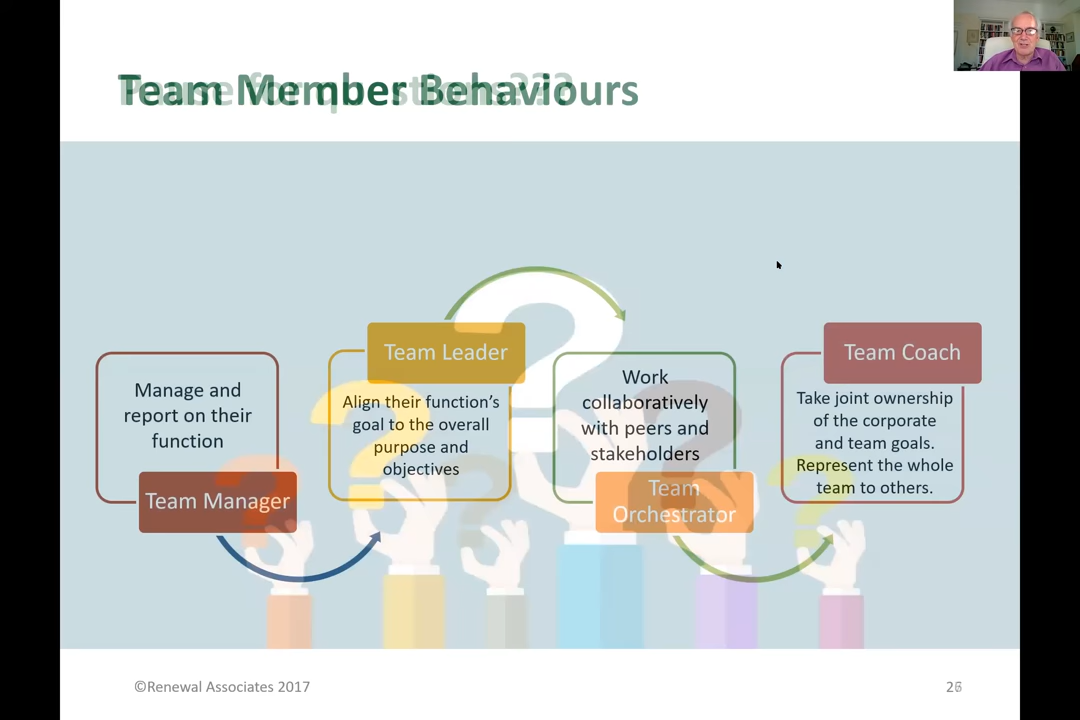 Team Member Behaviours
Manage and
report on their
function
Team Manager
Team Leader
Align their function's
goal to the overall
purpose and
objectives
Work
collaboratively
with peers and
stakeholders
Team
Orchestrator
Team Coach
Take joint ownership
of the corporate
and team goals.
Represent the whole
team to others.
©Renewal Associates 2017